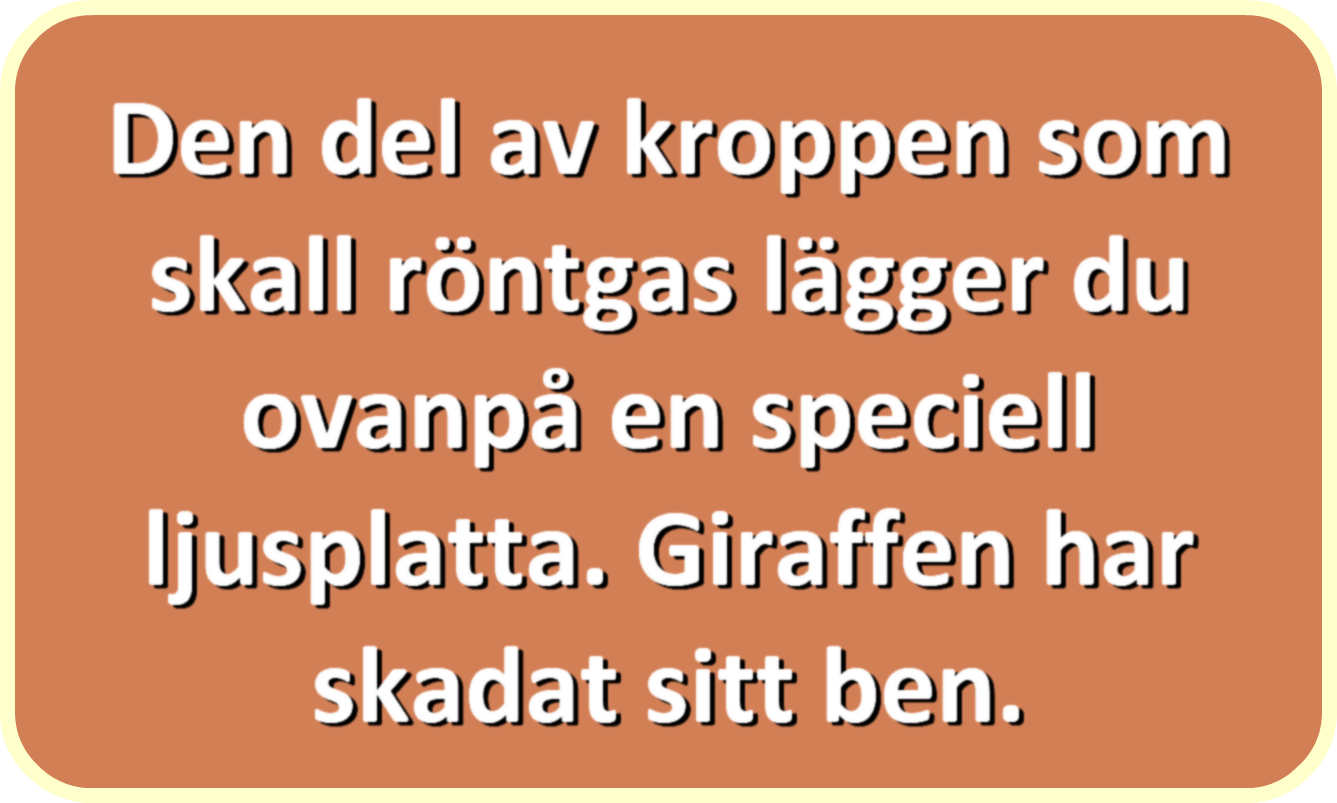 Den del av kroppen som
skall röntgas lägger du
ovanpå en speciell
ljusplatta. Giraffen har
skadat sitt ben.